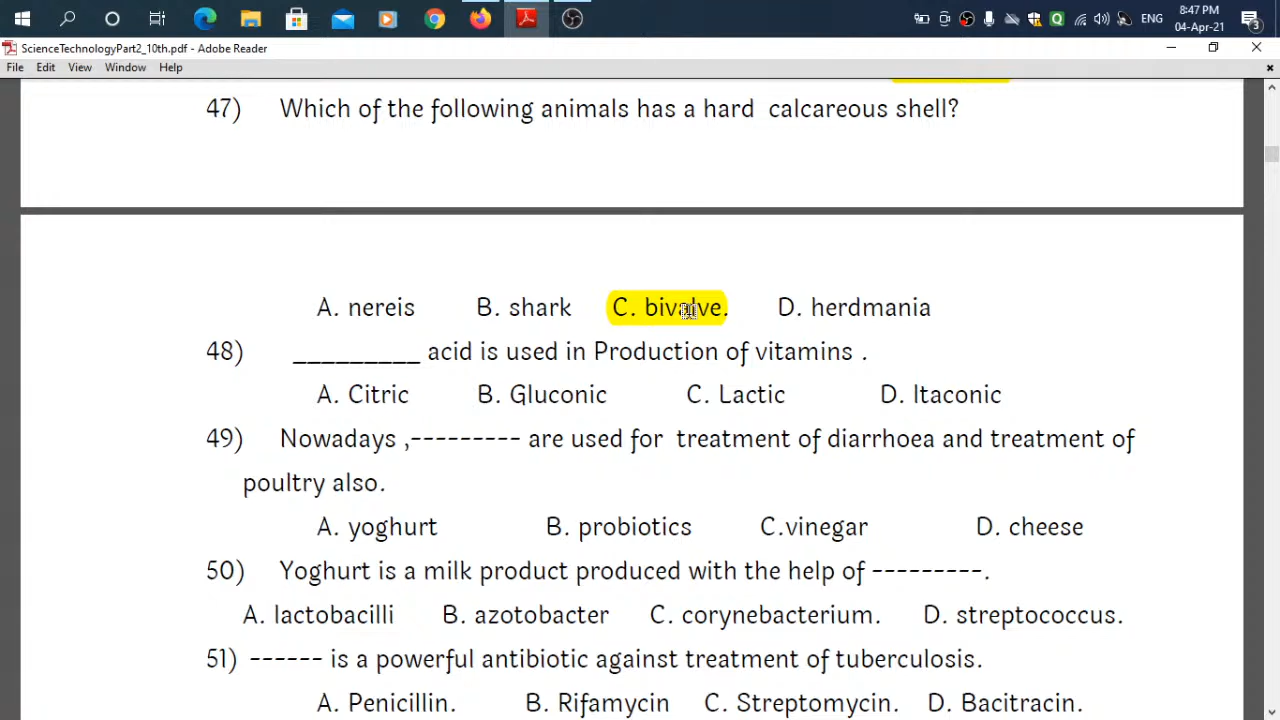 8:47 PM
ENG
04-Apr-21
3
ScienceTechnologyPart2_10th.pdf - Adobe Reader
File Edit View Window Help
47) Which of the following animals has a hard calcareous shell?
A. nereis B. shark C. bivalve. D. herdmania
48) _________ acid is used in Production of vitamins .
A. Citric B. Gluconic C. Lactic D. Itaconic
49) Nowadays ,--------- are used for treatment of diarrhoea and treatment of
poultry also.
A. yoghurt B. probiotics C.vinegar D. cheese
50) Yoghurt is a milk product produced with the help of ---------.
A. lactobacilli B. azotobacter C. corynebacterium. D. streptococcus.
51) ------ is a powerful antibiotic against treatment of tuberculosis.
A. Penicillin. B. Rifamycin C. Streptomycin. D. Bacitracin.